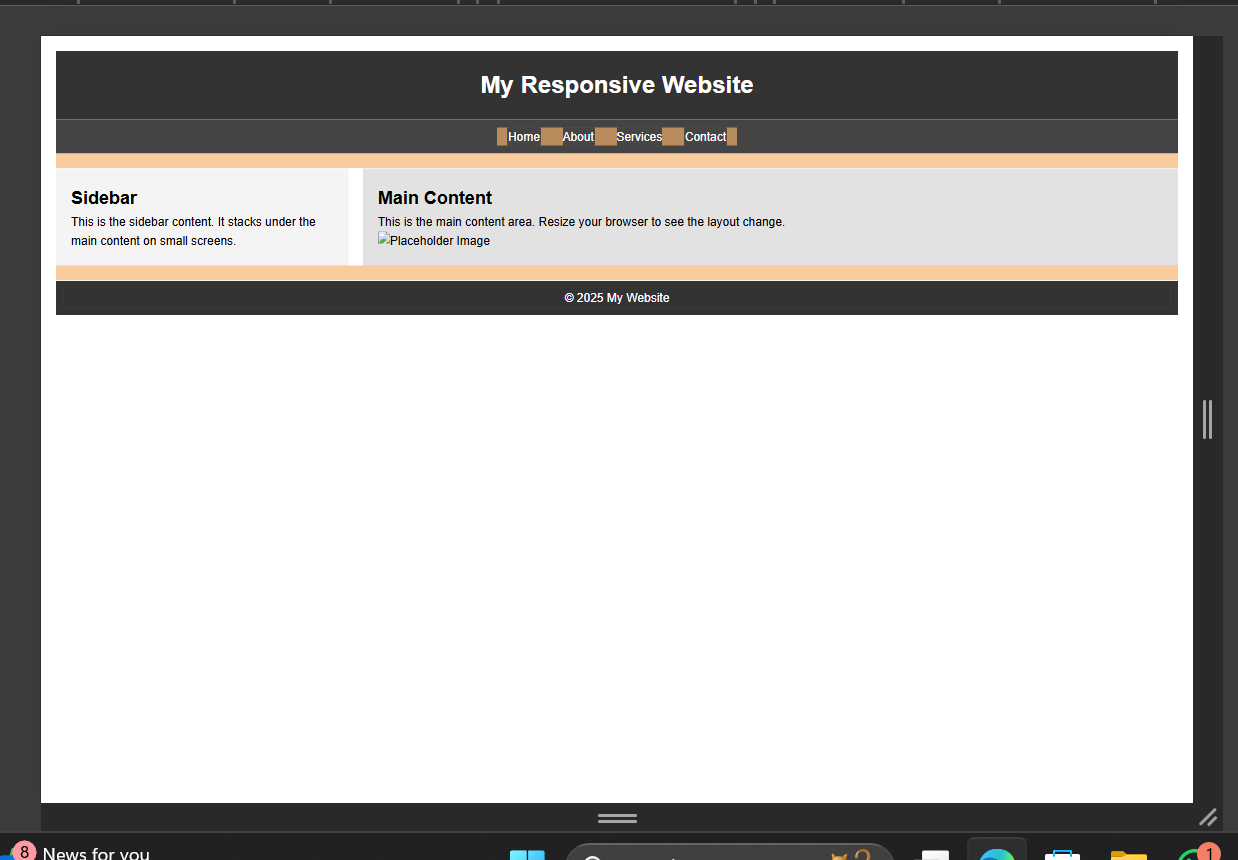 My Responsive Website
Home About Services Contact
Sidebar
This is the sidebar content. It stacks under the
main content on small screens.
Main Content
This is the main content area. Resize your browser to see the layout change.
Placeholder Image
© 2025 My Website
8
News for you
1